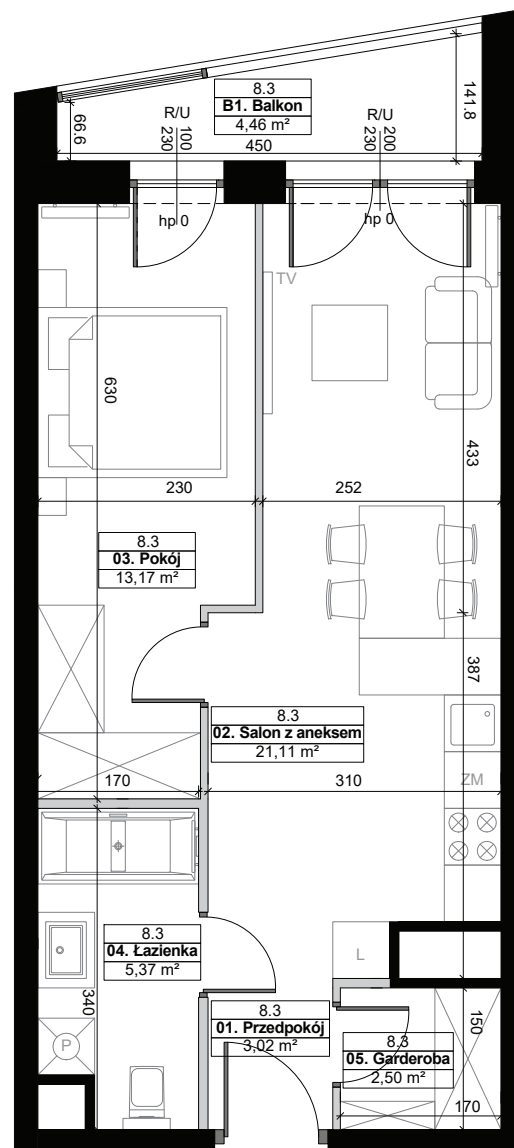 8.3
B1. Balkon
4,46 m²
450
66.6
141.8
R/U
100
230
hp 0
R/U
200
230
hp 0
TV
630
433
230
252
8.3
03. Pokój
13,17 m²
387
8.3
02. Salon z aneksem
21,11 m²
170
310
ZM
8.3
04. Łazienka
5,37 m²
L
340
8.3
01. Przedpokój
3,02 m²
150
P
8.3
05. Garderoba
2,50 m²
170